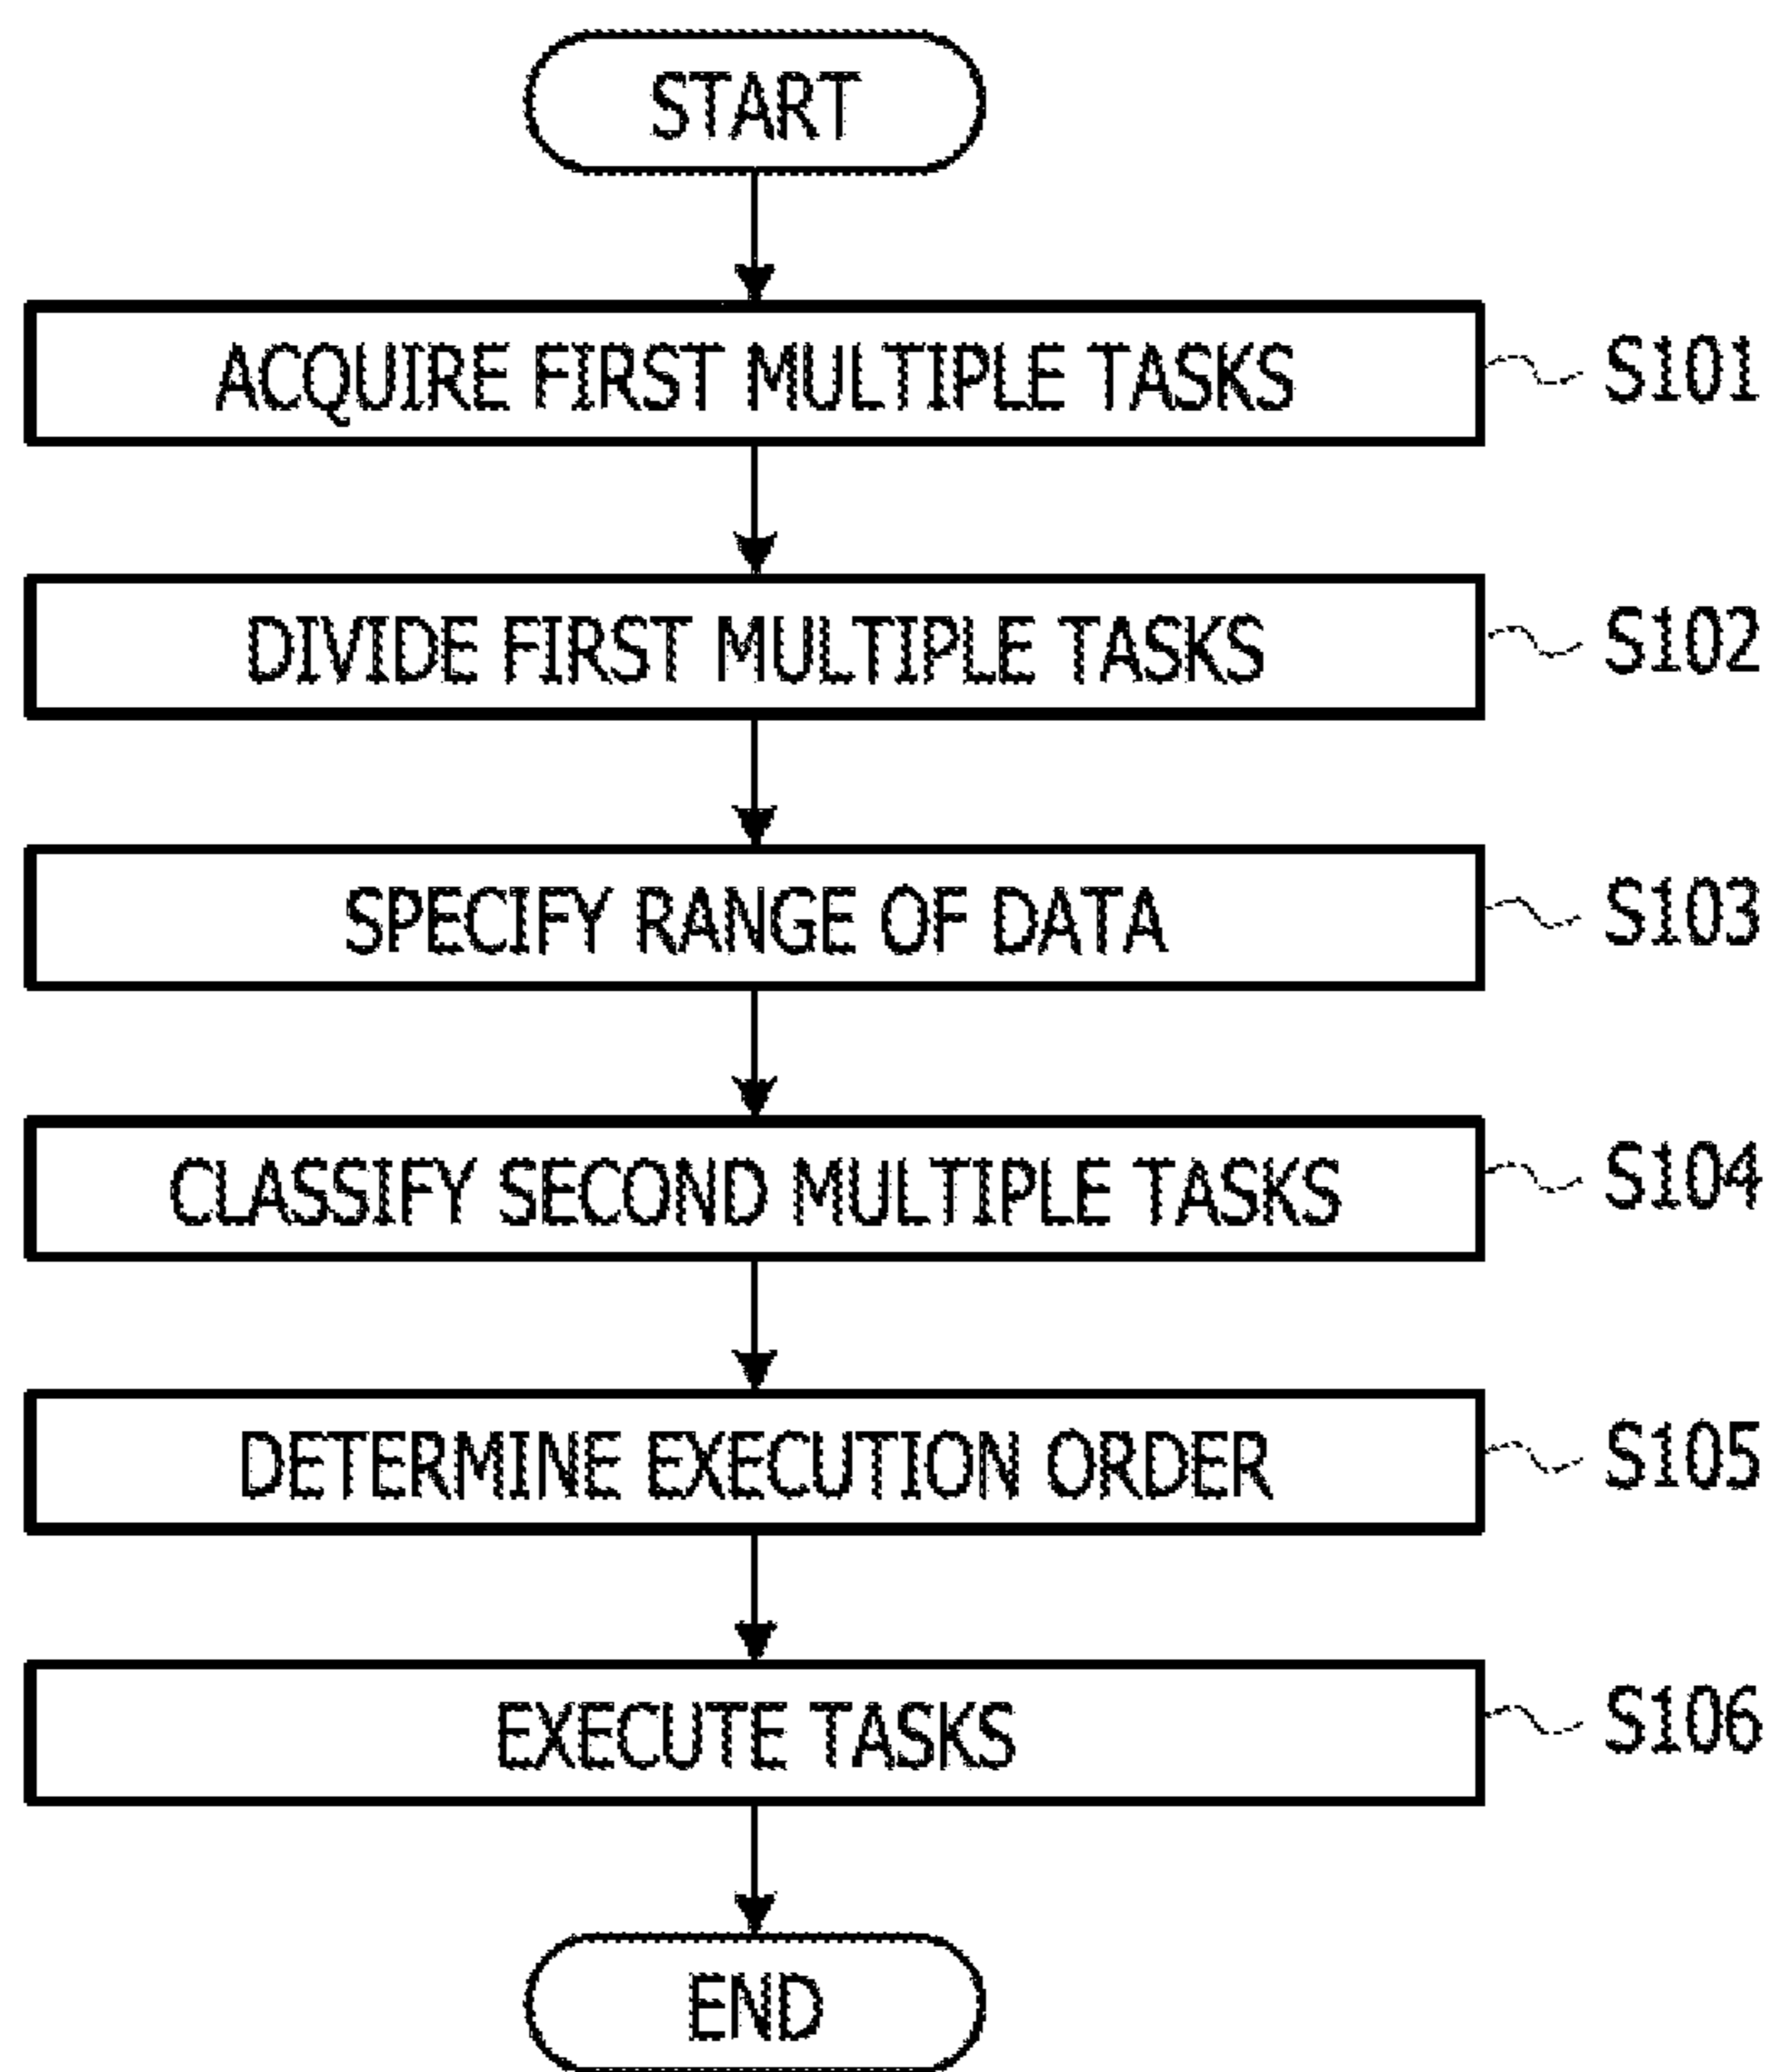 START
ACQUIRE FIRST MULTIPLE TASKS S101
DIVIDE FIRST MULTIPLE TASKS S102
SPECIFY RANGE OF DATA S103
CLASSIFY SECOND MULTIPLE TASKS S104
DETERMINE EXECUTION ORDER S105
EXECUTE TASKS S106
END